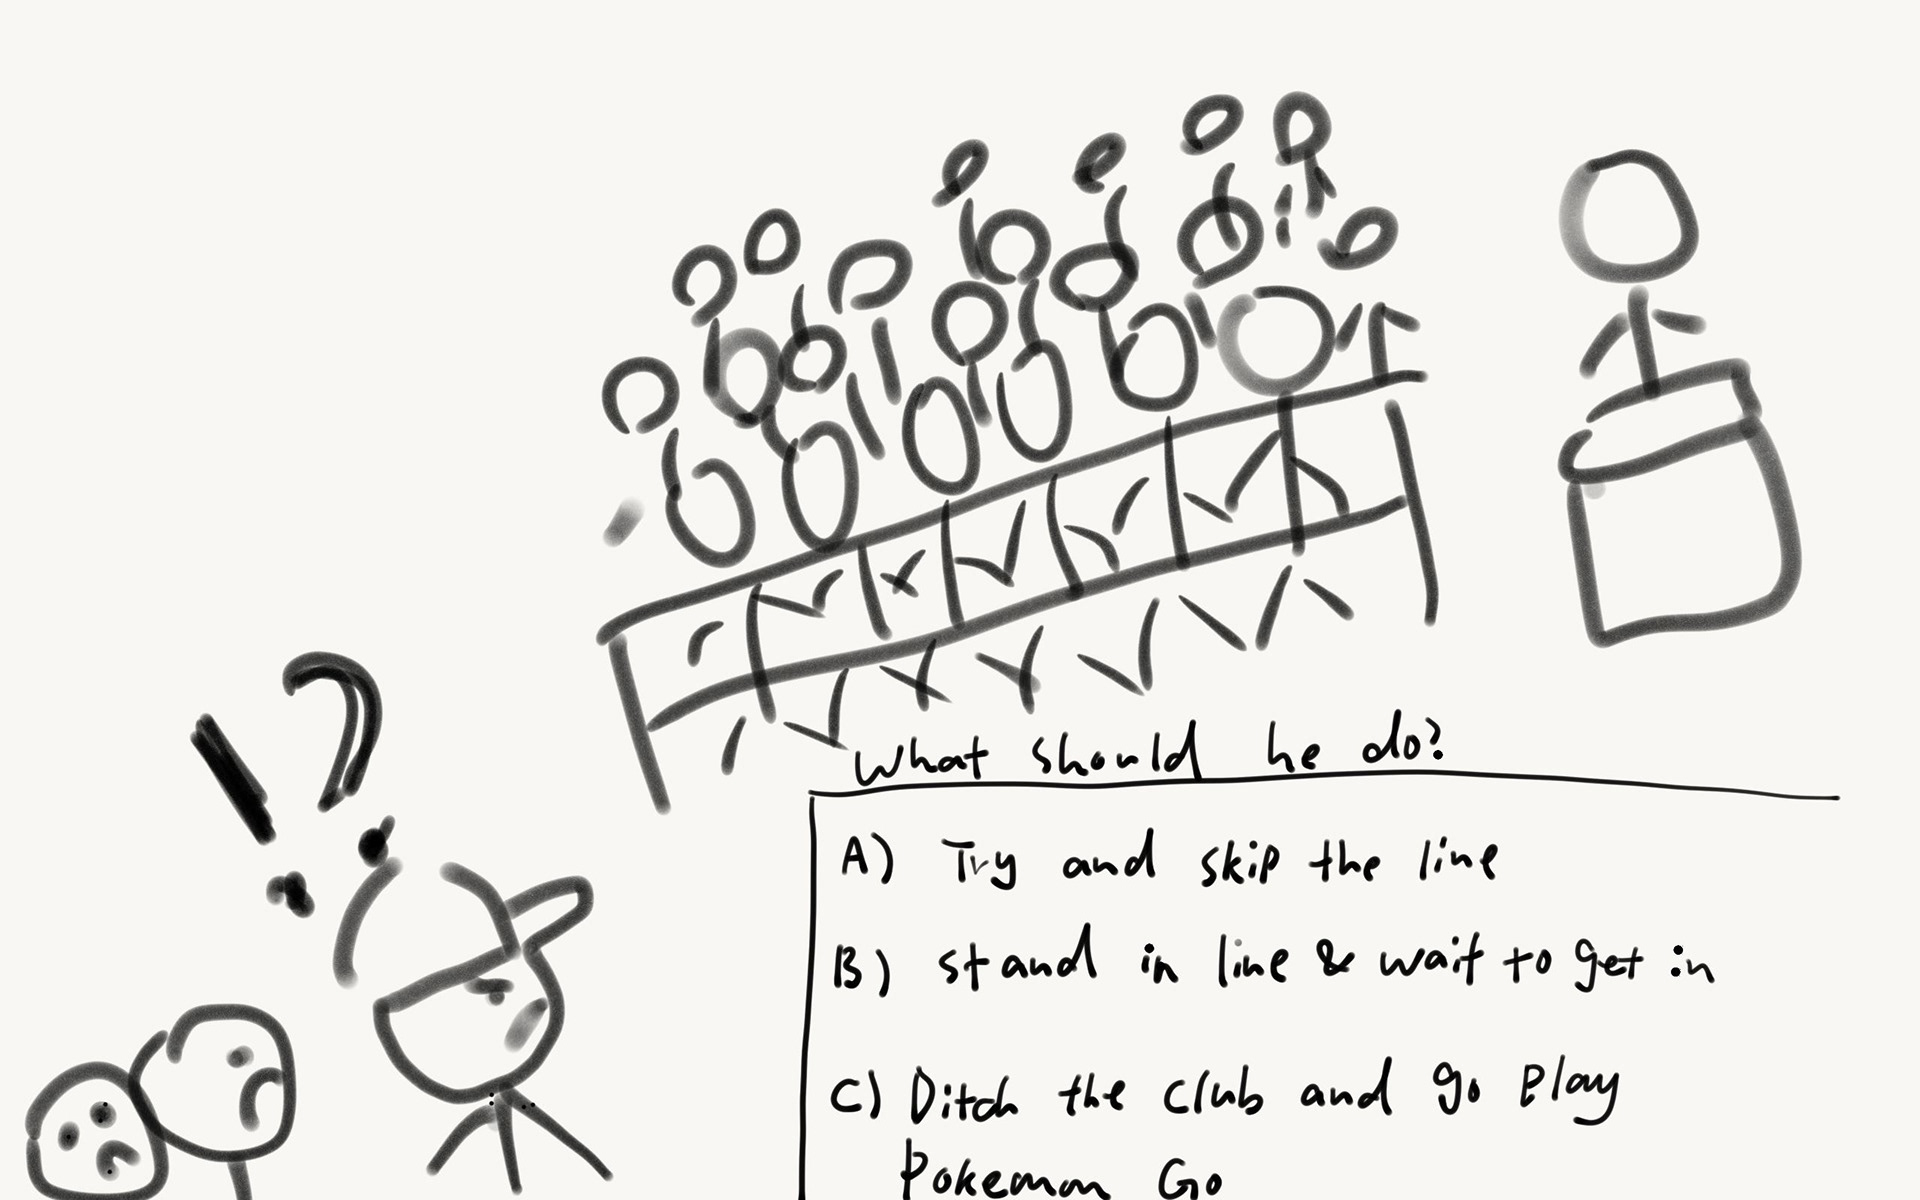 !?
What should he do?
A) Try and skip the line
B) stand in line & wait to get in
C) Ditch the club and go play
Pokemon Go